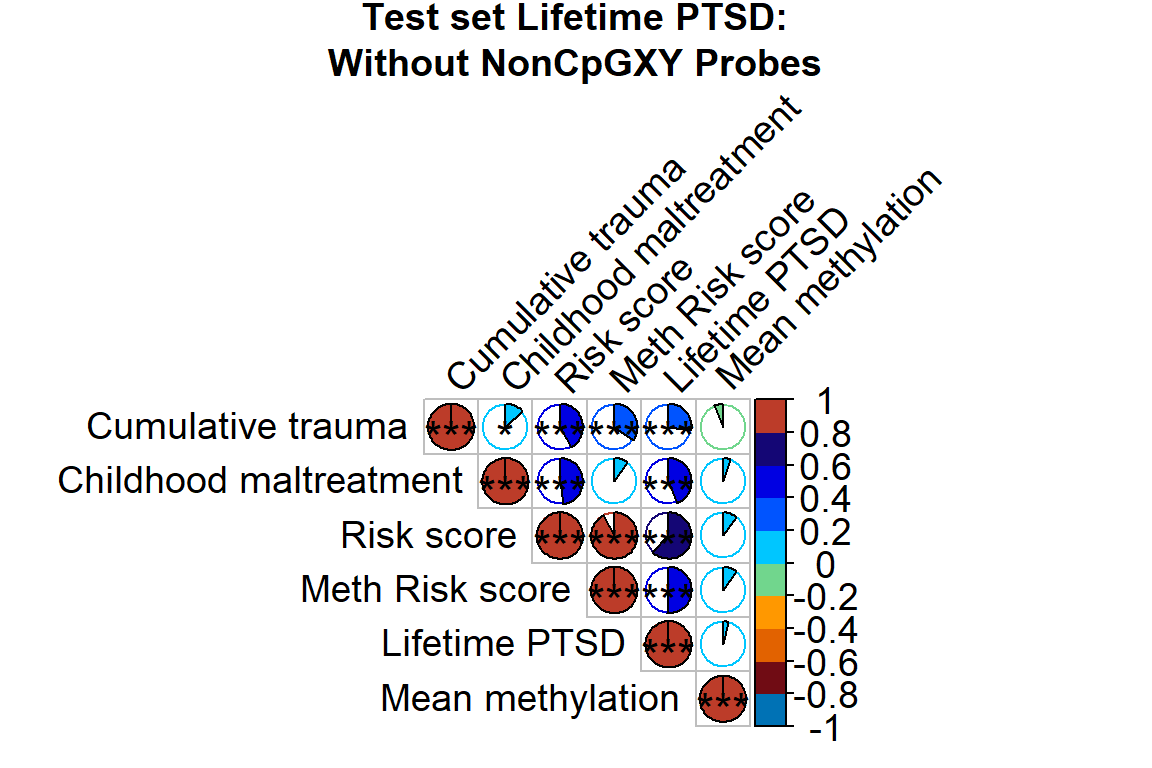 Test set Lifetime PTSD:
Without NonCpGXY Probes
Cumulative trauma
Childhood maltreatment
Risk score
Meth Risk score
Lifetime PTSD
Mean methylation
Cumulative trauma *** * *** *** ***
Childhood maltreatment *** *** ***
Risk score *** *** ***
Meth Risk score *** ***
Lifetime PTSD ***
Mean methylation ***
1
0.8
0.6
0.4
0.2
0
-0.2
-0.4
-0.6
-0.8
-1